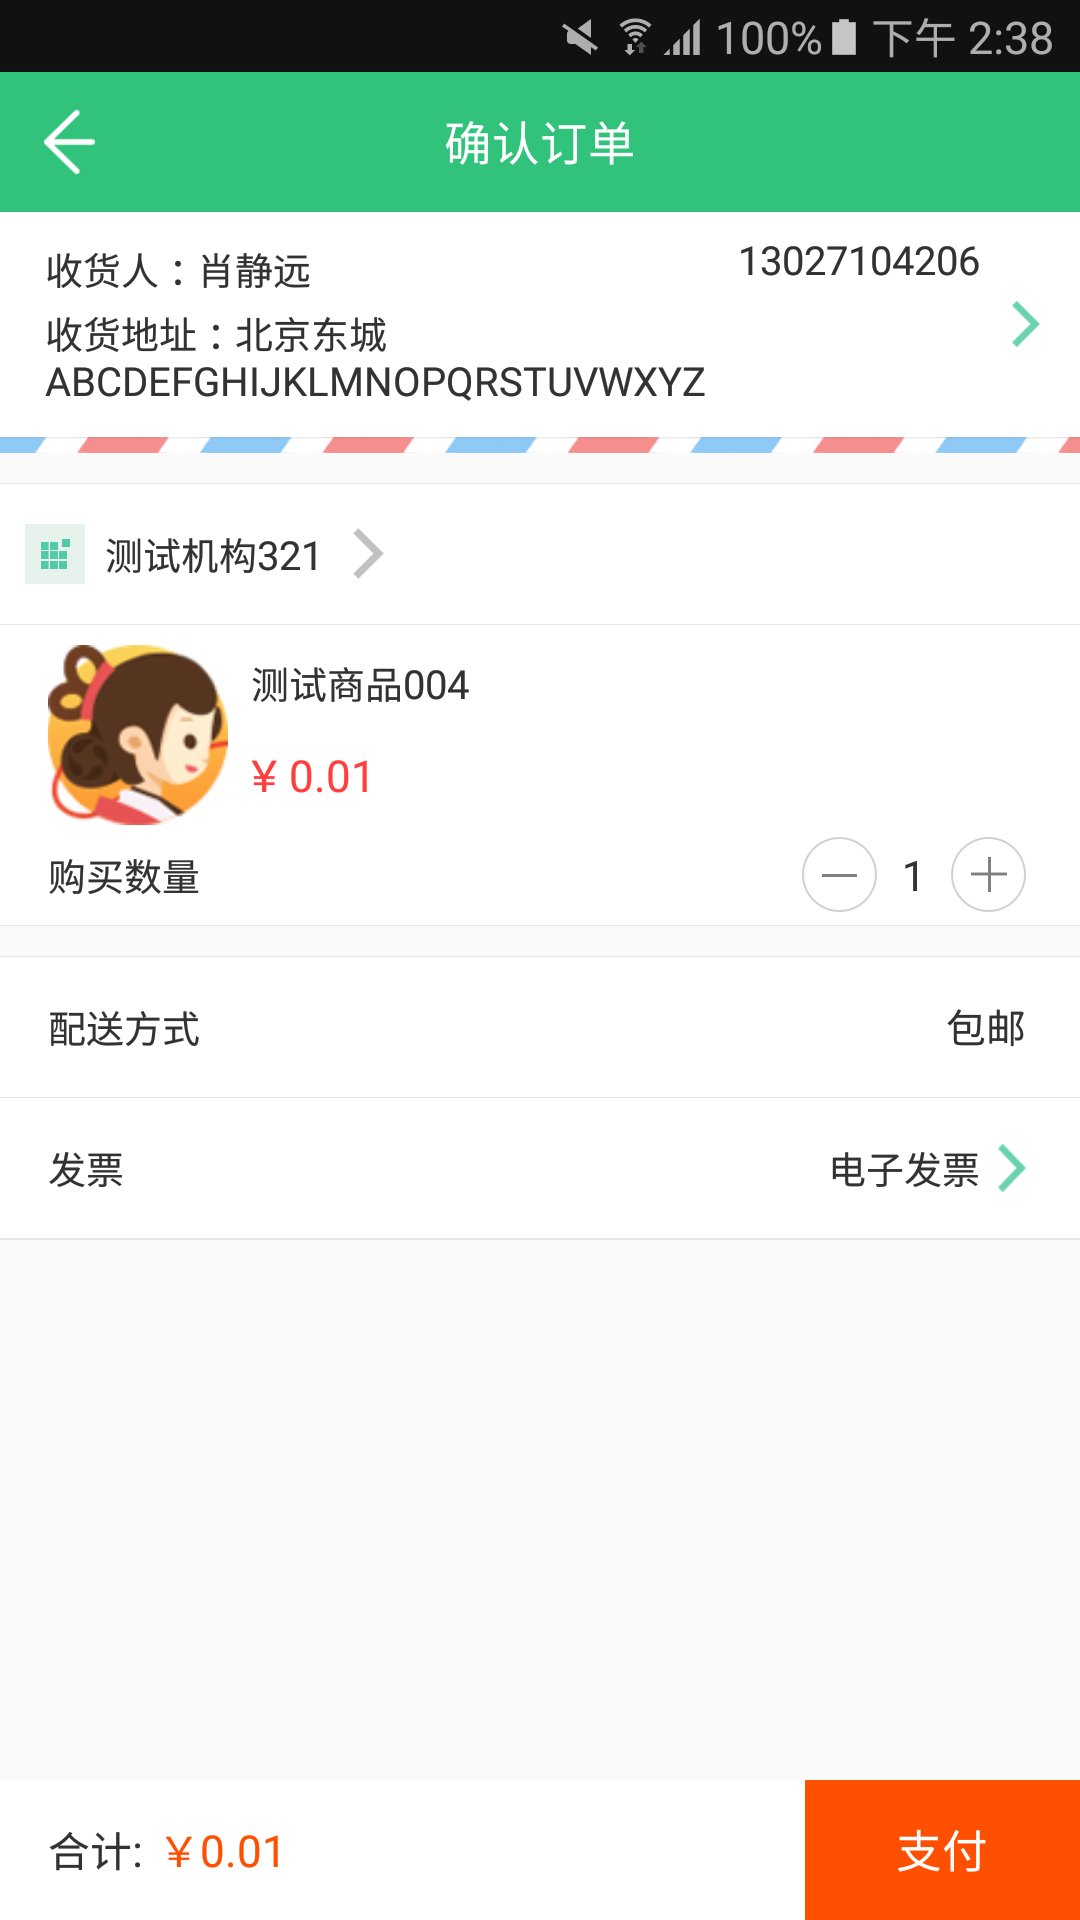 100% 下午 2:38
确认订单
收货人：肖静远 13027104206
收货地址：北京东城
ABCDEFGHIJKLMNOPQRSTUVWXYZ
测试机构321
测试商品004
¥ 0.01
购买数量 1
配送方式 包邮
发票 电子发票
合计: ¥0.01 支付